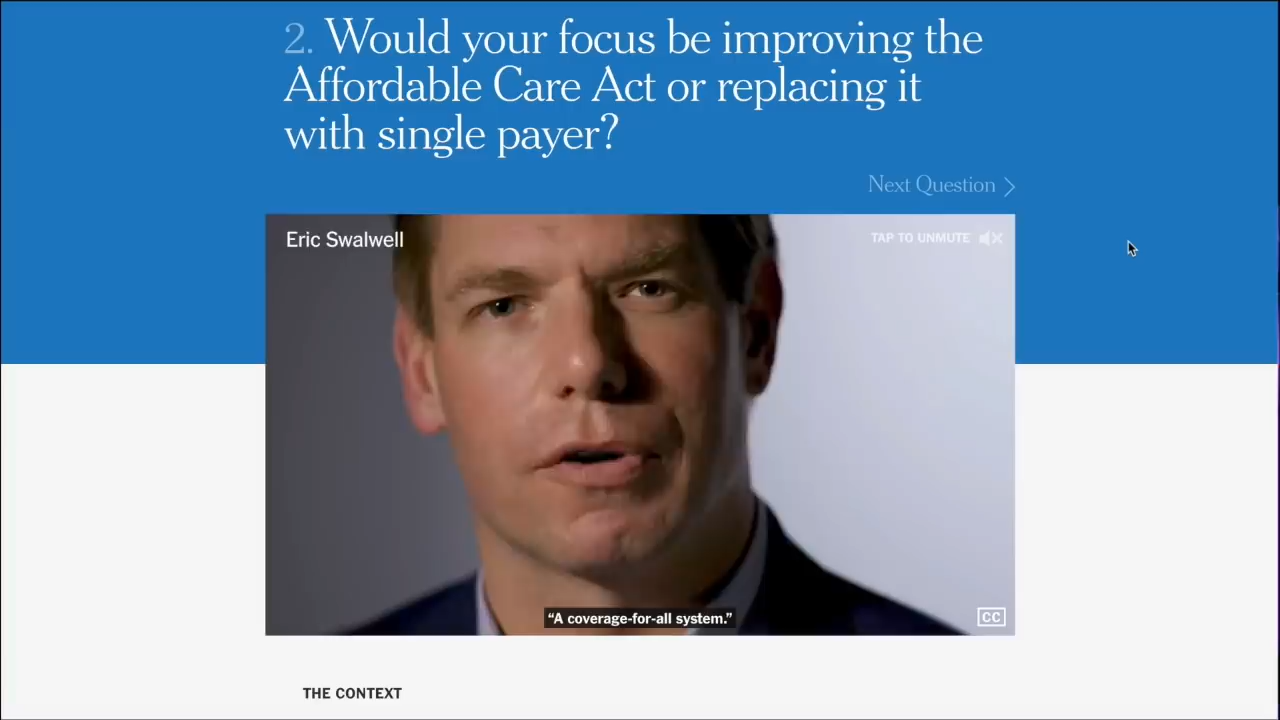 2. Would your focus be improving the
Affordable Care Act or replacing it
with single payer?
Next Question
Eric Swalwell
TAP TO UNMUTE
“A coverage-for-all system.”
CC
THE CONTEXT